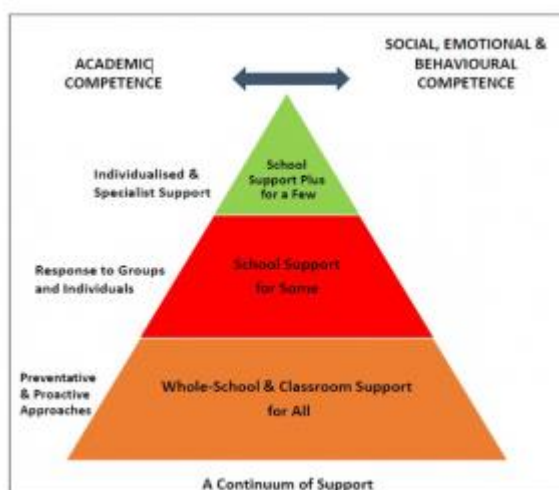 ACADEMIC
COMPETENCE
SOCIAL, EMOTIONAL &
BEHAVIOURAL
COMPETENCE
Individualised &
Specialist Support
School
Support Plus
for a Few
Response to Groups
and Individuals
School Support
for Some
Preventative
& Proactive
Approaches
Whole-School & Classroom Support
for All
A Continuum of Support